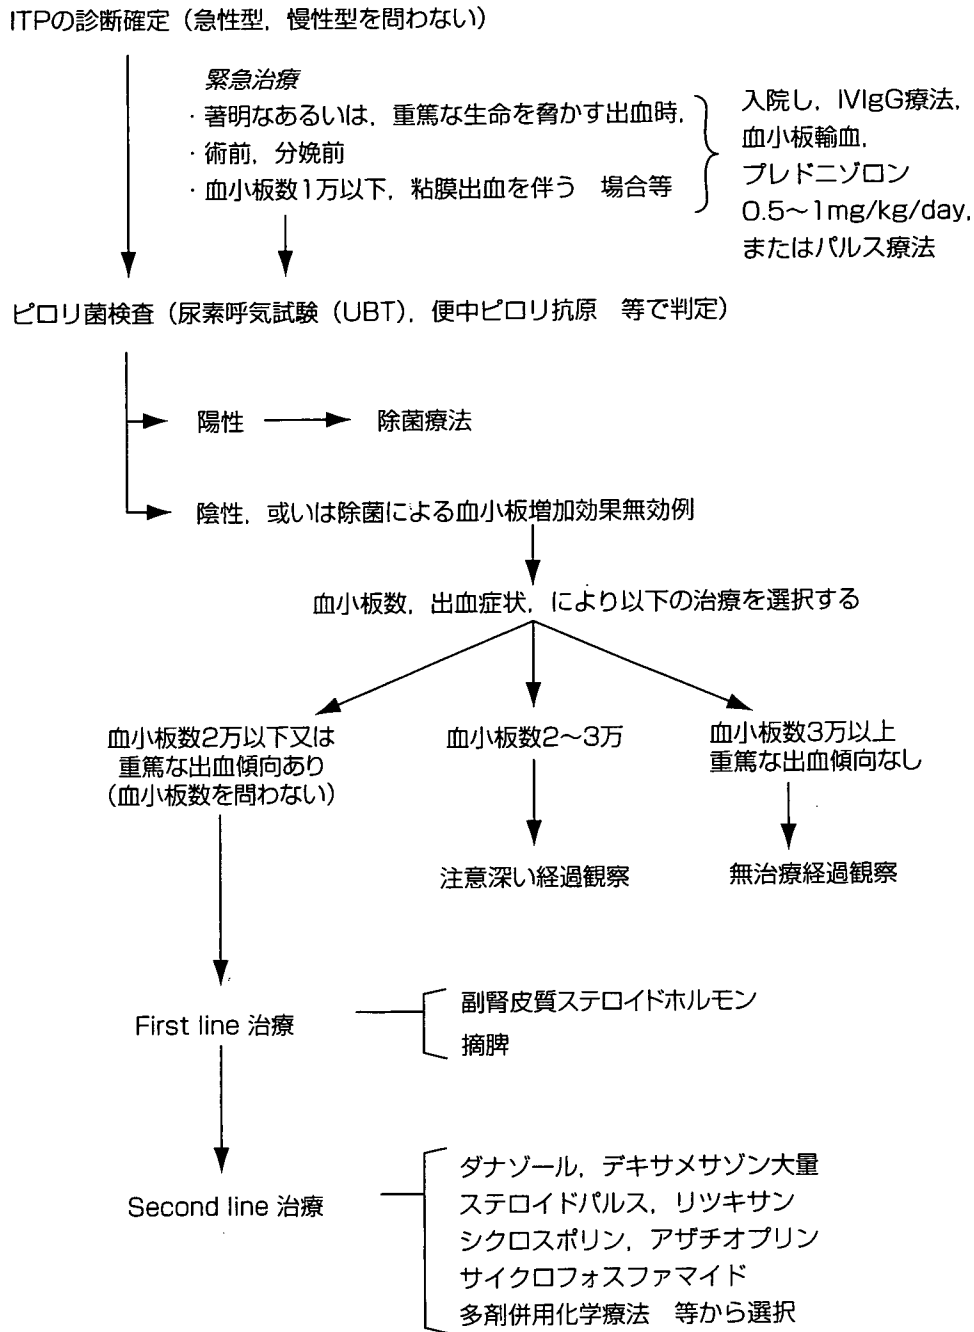 ITPの診断確定（急性型，慢性型を問わない）
緊急治療
・著明なあるいは，重篤な生命を脅かす出血時，
・術前，分娩前
・血小板数1万以下，粘膜出血を伴う　場合等
入院し，IVIgG療法，
血小板輸血，
プレドニゾロン
0.5〜1mg/kg/day，
またはパルス療法
ピロリ菌検査（尿素呼気試験（UBT），便中ピロリ抗原　等で判定）
陽性
除菌療法
陰性，或いは除菌による血小板増加効果無効例
血小板数，出血症状，により以下の治療を選択する
血小板数2万以下又は
重篤な出血傾向あり
（血小板数を問わない）
血小板数2〜3万
血小板数3万以上
重篤な出血傾向なし
注意深い経過観察
無治療経過観察
First line 治療
副腎皮質ステロイドホルモン
摘脾
Second line 治療
ダナゾール，デキサメサゾン大量
ステロイドパルス，リツキサン
シクロスポリン，アザチオプリン
サイクロフォスファマイド
多剤併用化学療法　等から選択